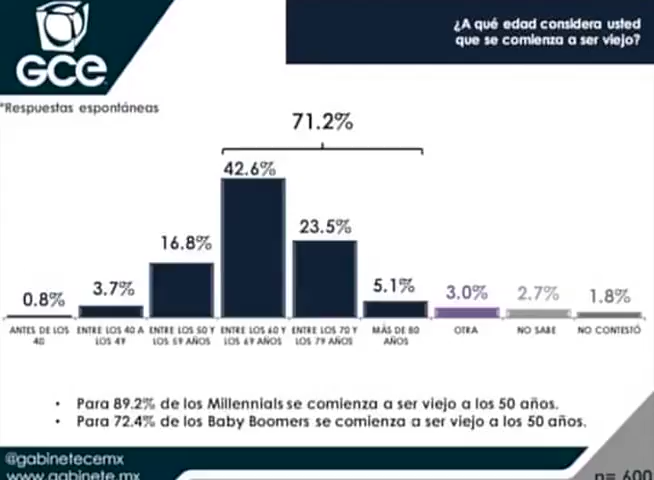 GCE
¿A qué edad considera usted
que se comienza a ser viejo?
*Respuestas espontáneas
71.2%
0.8%
3.7%
16.8%
42.6%
23.5%
5.1%
3.0%
2.7%
1.8%
ANTES DE LOS
40
ENTRE LOS 40 A
LOS 49
ENTRE LOS 50 Y
LOS 59 AÑOS
ENTRE LOS 60 Y
LOS 69 AÑOS
ENTRE LOS 70 Y
LOS 79 AÑOS
MÁS DE 80
AÑOS
OTRA
NO SABE
NO CONTESTÓ
• Para 89.2% de los Millennials se comienza a ser viejo a los 50 años.
• Para 72.4% de los Baby Boomers se comienza a ser viejo a los 50 años.
@gabinetecemx
www.gabinete.mx
n= 600